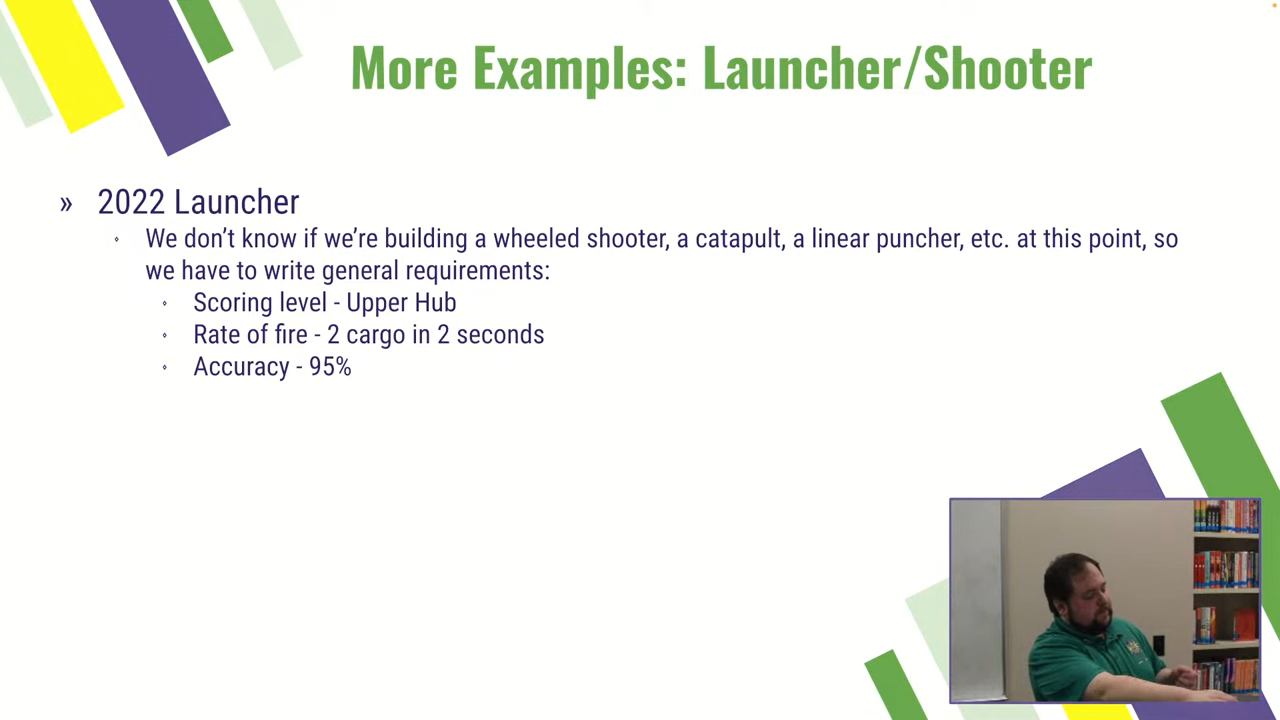 More Examples: Launcher/Shooter
» 2022 Launcher
We don’t know if we’re building a wheeled shooter, a catapult, a linear puncher, etc. at this point, so
we have to write general requirements:
Scoring level - Upper Hub
Rate of fire - 2 cargo in 2 seconds
Accuracy - 95%